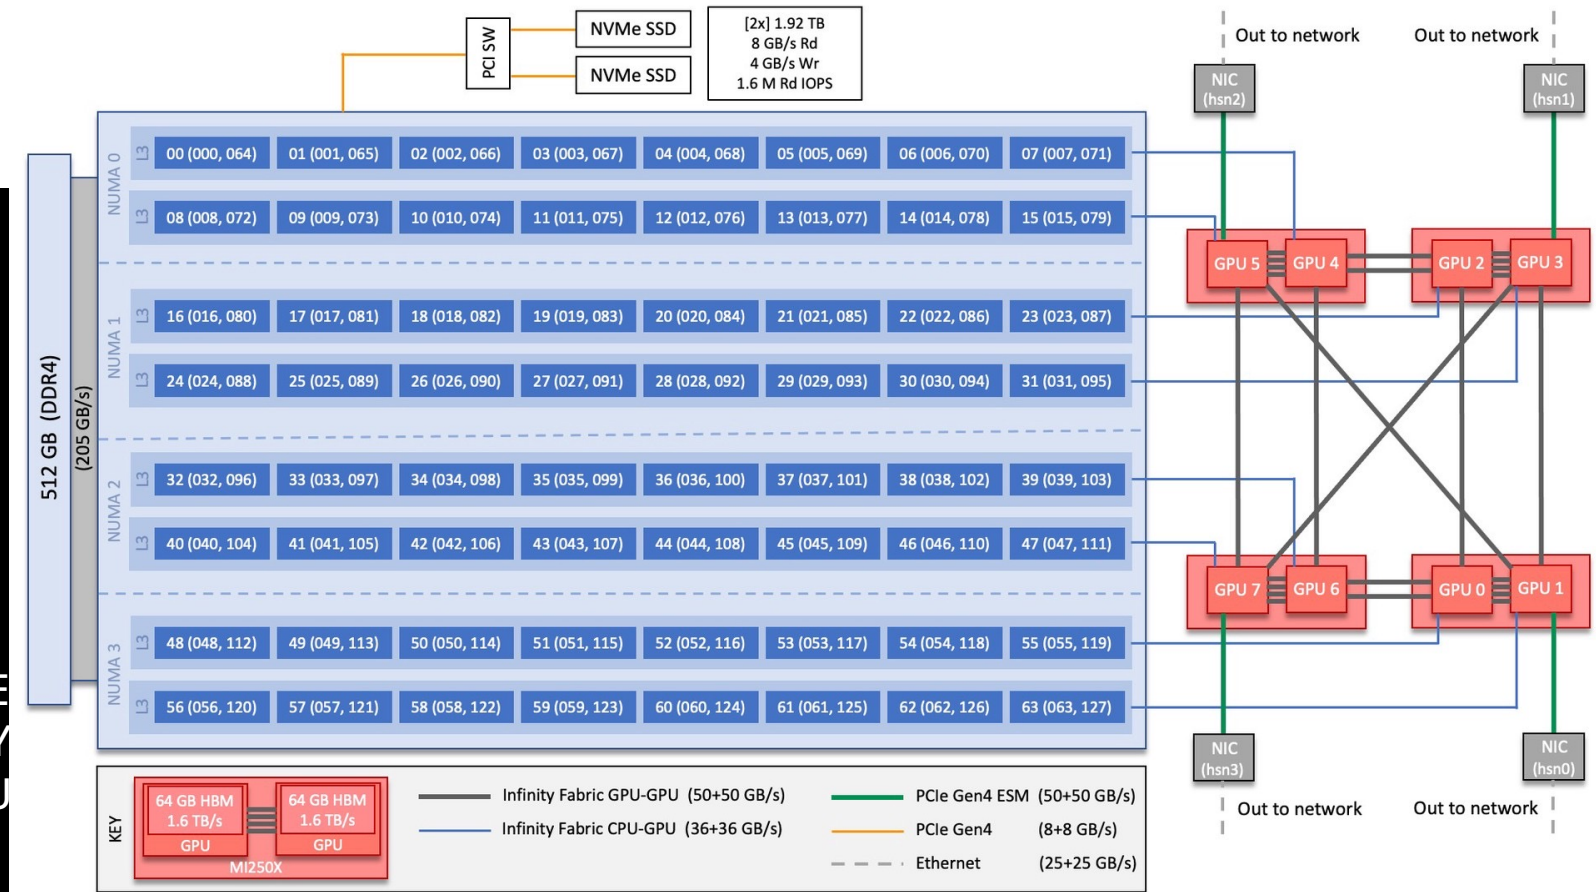 NVMe SSD
NVMe SSD
PCI SW
[2x] 1.92 TB
8 GB/s Rd
4 GB/s Wr
1.6 M Rd IOPS
Out to network
Out to network
NIC
(hsn2)
NIC
(hsn1)
512 GB (DDR4)
(205 GB/s)
NUMA 0
L3 00 (000, 064) 01 (001, 065) 02 (002, 066) 03 (003, 067) 04 (004, 068) 05 (005, 069) 06 (006, 070) 07 (007, 071)
L3 08 (008, 072) 09 (009, 073) 10 (010, 074) 11 (011, 075) 12 (012, 076) 13 (013, 077) 14 (014, 078) 15 (015, 079)
NUMA 1
L3 16 (016, 080) 17 (017, 081) 18 (018, 082) 19 (019, 083) 20 (020, 084) 21 (021, 085) 22 (022, 086) 23 (023, 087)
L3 24 (024, 088) 25 (025, 089) 26 (026, 090) 27 (027, 091) 28 (028, 092) 29 (029, 093) 30 (030, 094) 31 (031, 095)
NUMA 2
L3 32 (032, 096) 33 (033, 097) 34 (034, 098) 35 (035, 099) 36 (036, 100) 37 (037, 101) 38 (038, 102) 39 (039, 103)
L3 40 (040, 104) 41 (041, 105) 42 (042, 106) 43 (043, 107) 44 (044, 108) 45 (045, 109) 46 (046, 110) 47 (047, 111)
NUMA 3
L3 48 (048, 112) 49 (049, 113) 50 (050, 114) 51 (051, 115) 52 (052, 116) 53 (053, 117) 54 (054, 118) 55 (055, 119)
L3 56 (056, 120) 57 (057, 121) 58 (058, 122) 59 (059, 123) 60 (060, 124) 61 (061, 125) 62 (062, 126) 63 (063, 127)
GPU 5 GPU 4 GPU 2 GPU 3
GPU 7 GPU 6 GPU 0 GPU 1
NIC
(hsn3)
NIC
(hsn0)
Out to network
Out to network
KEY
64 GB HBM
1.6 TB/s
GPU
64 GB HBM
1.6 TB/s
GPU
MI250X
Infinity Fabric GPU-GPU (50+50 GB/s)
Infinity Fabric CPU-GPU (36+36 GB/s)
PCIe Gen4 ESM (50+50 GB/s)
PCIe Gen4 (8+8 GB/s)
Ethernet (25+25 GB/s)